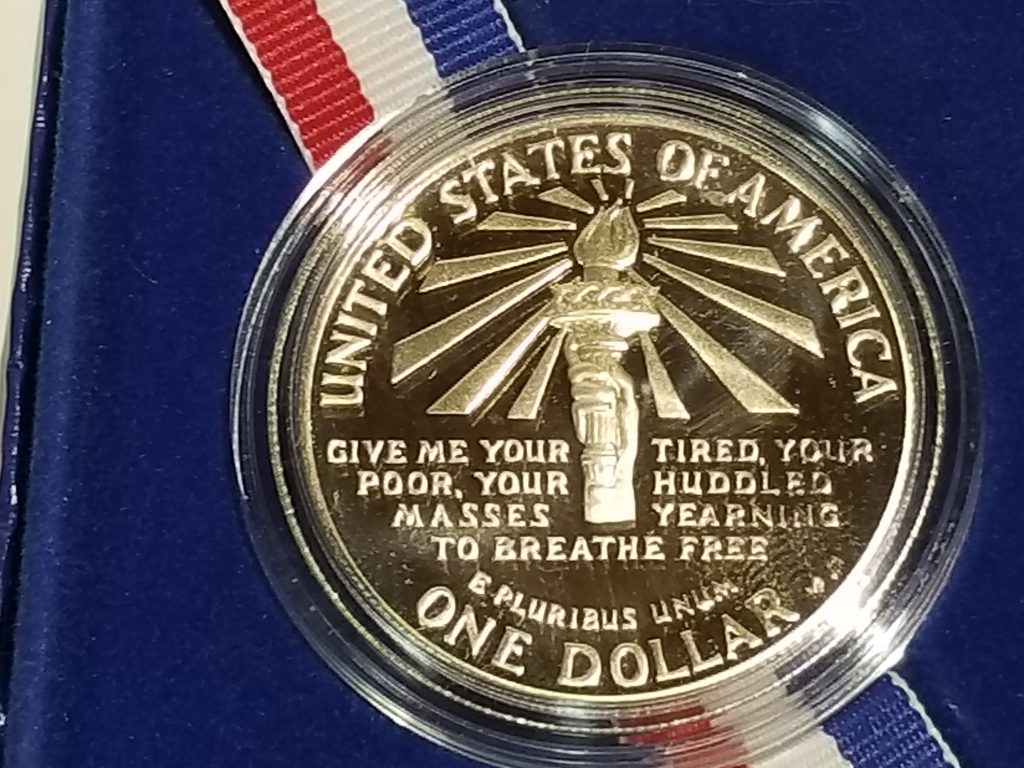 UNITED STATES OF AMERICA
GIVE ME YOUR TIRED, YOUR
POOR, YOUR HUDDLED
MASSES YEARNING
TO BREATHE FREE
E PLURIBUS UNUM
ONE DOLLAR